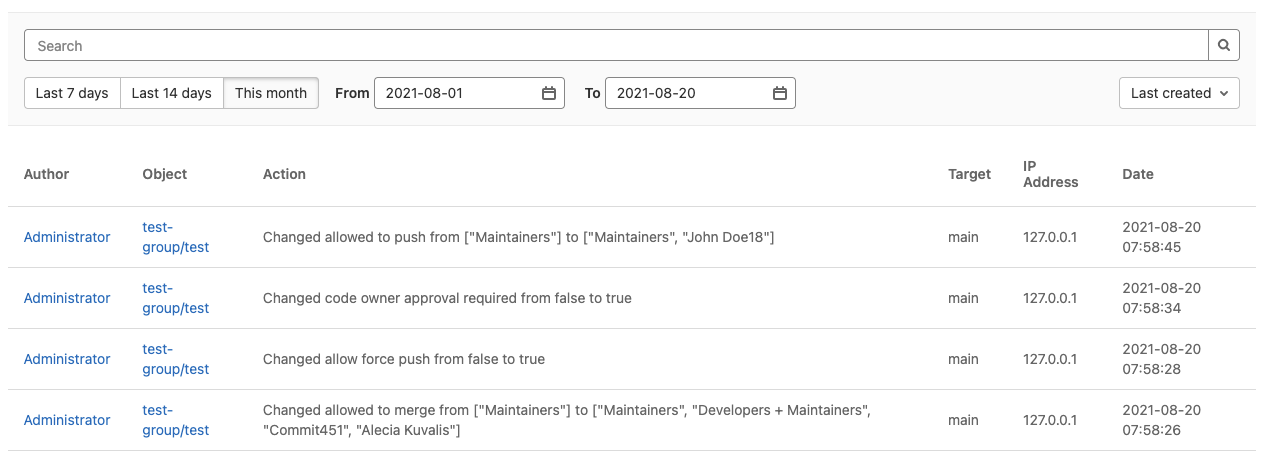 Search
Last 7 days Last 14 days This month From 2021-08-01 To 2021-08-20 Last created
Author Object Action Target IP Address Date
Administrator test-group/test Changed allowed to push from ["Maintainers"] to ["Maintainers", "John Doe18"] main 127.0.0.1 2021-08-20 07:58:45
Administrator test-group/test Changed code owner approval required from false to true main 127.0.0.1 2021-08-20 07:58:34
Administrator test-group/test Changed allow force push from false to true main 127.0.0.1 2021-08-20 07:58:28
Administrator test-group/test Changed allowed to merge from ["Maintainers"] to ["Maintainers", "Developers + Maintainers", "Commit451", "Alecia Kuvalis"] main 127.0.0.1 2021-08-20 07:58:26